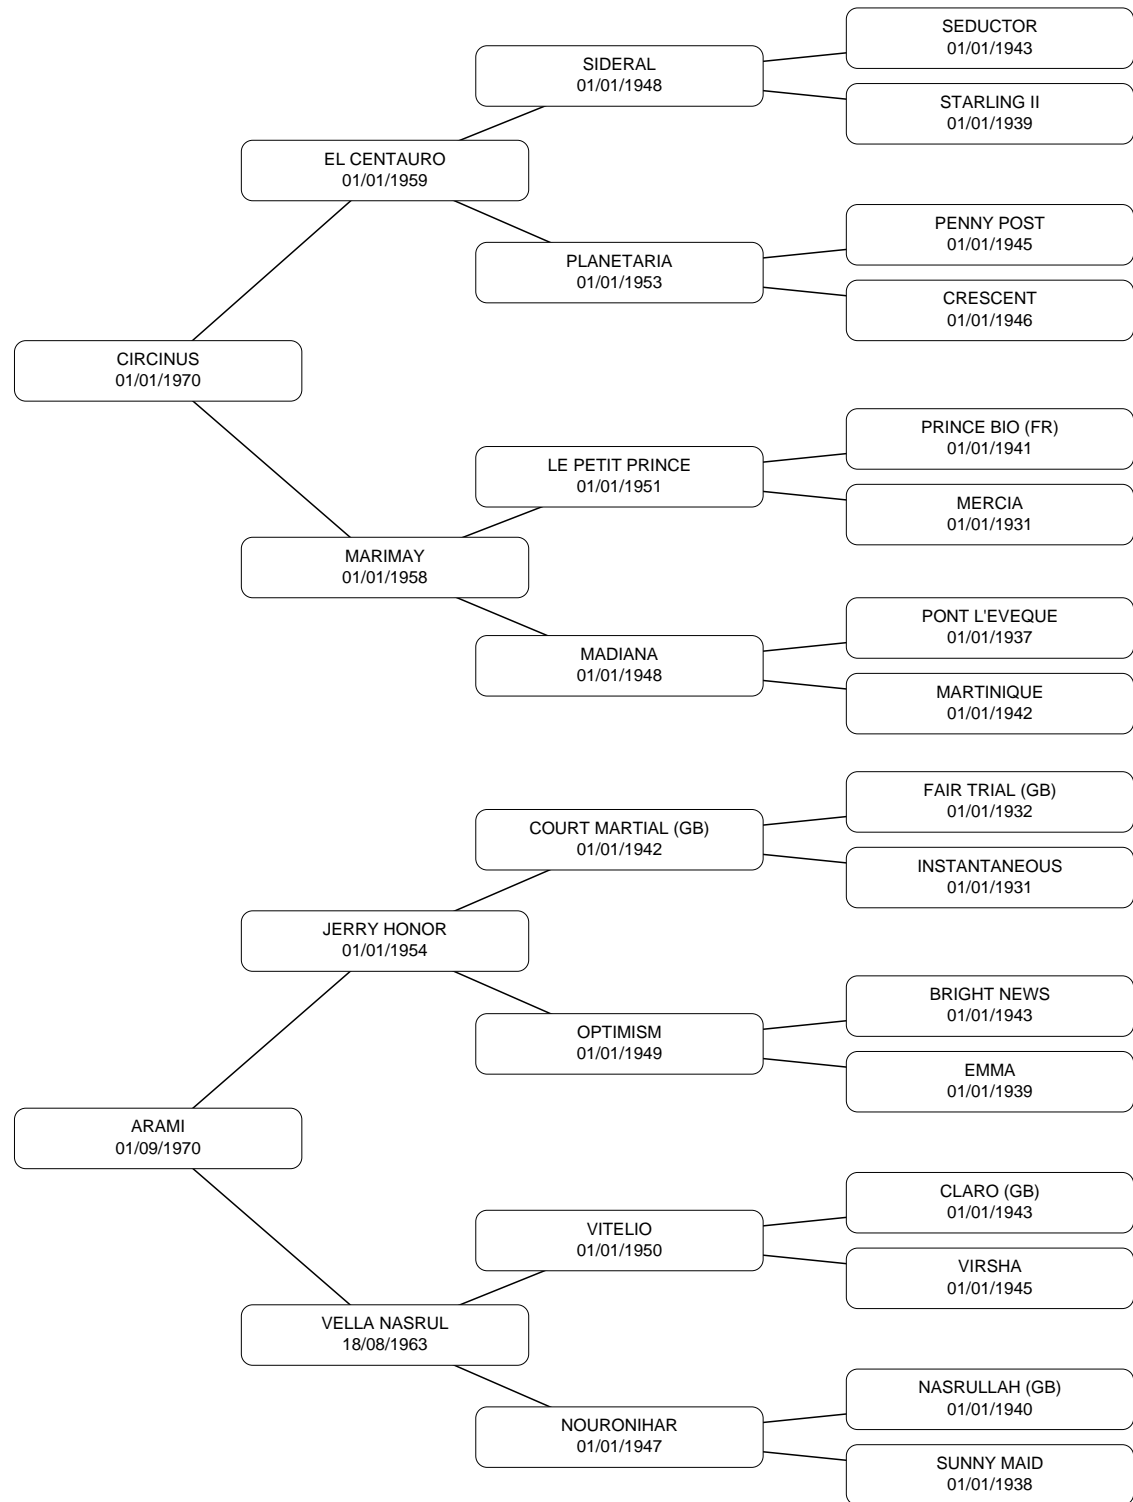 SEDUCTOR
01/01/1943
SIDERAL
01/01/1948
STARLING II
01/01/1939
EL CENTAURO
01/01/1959
PENNY POST
01/01/1945
PLANETARIA
01/01/1953
CRESCENT
01/01/1946
CIRCINUS
01/01/1970
PRINCE BIO (FR)
01/01/1941
LE PETIT PRINCE
01/01/1951
MERCIA
01/01/1931
MARIMAY
01/01/1958
PONT L'EVEQUE
01/01/1937
MADIANA
01/01/1948
MARTINIQUE
01/01/1942
FAIR TRIAL (GB)
01/01/1932
COURT MARTIAL (GB)
01/01/1942
INSTANTANEOUS
01/01/1931
JERRY HONOR
01/01/1954
BRIGHT NEWS
01/01/1943
OPTIMISM
01/01/1949
EMMA
01/01/1939
ARAMI
01/09/1970
CLARO (GB)
01/01/1943
VITELIO
01/01/1950
VIRSHA
01/01/1945
VELLA NASRUL
18/08/1963
NASRULLAH (GB)
01/01/1940
NOURONIHAR
01/01/1947
SUNNY MAID
01/01/1938